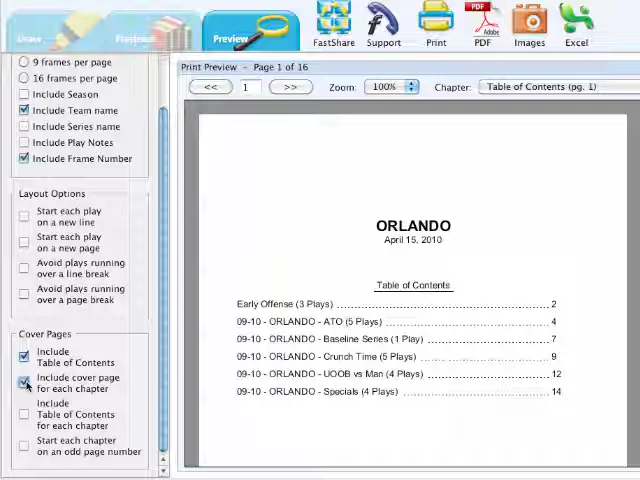 Draw
Preview
FastShare
Support
Print
PDF
Adobe
PDF
Images
Excel
Print Preview – Page 1 of 16
<<
1
>>
Zoom:
100%
Chapter:
Table of Contents (pg. 1)
9 frames per page
16 frames per page
Include Season
Include Team name
Include Series name
Include Play Notes
Include Frame Number
Layout Options
Start each play
on a new line
Start each play
on a new page
Avoid plays running
over a line break
Avoid plays running
over a page break
Cover Pages
Include
Table of Contents
Include cover page
for each chapter
Include
Table of Contents
for each chapter
Start each chapter
on an odd page number
ORLANDO
April 15, 2010
Table of Contents
Early Offense (3 Plays) 2
09-10 - ORLANDO - ATO (5 Plays) 4
09-10 - ORLANDO - Baseline Series (1 Play) 7
09-10 - ORLANDO - Crunch Time (5 Plays) 9
09-10 - ORLANDO - UOOB vs Man (4 Plays) 12
09-10 - ORLANDO - Specials (4 Plays) 14